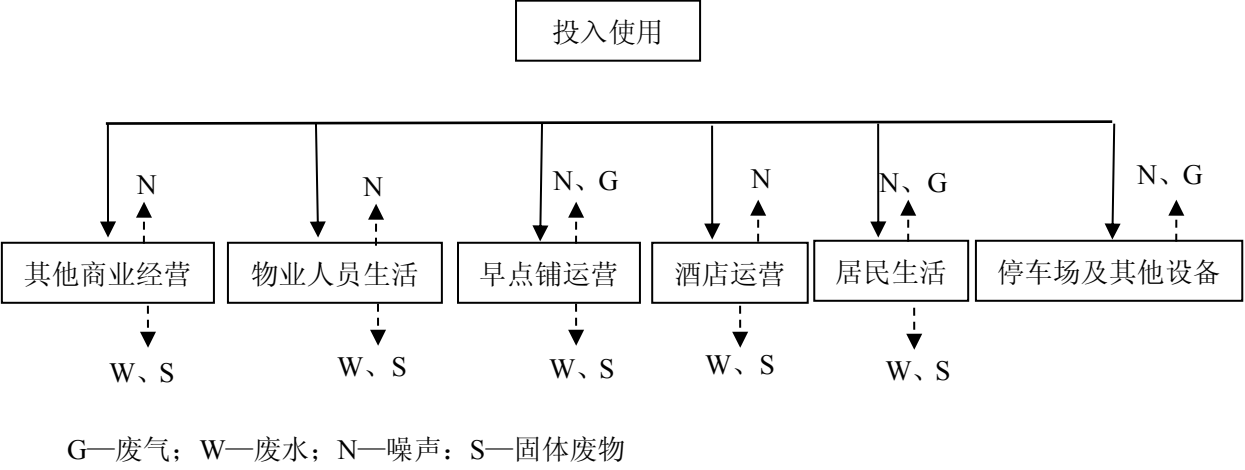 投入使用
N
N
N、G
N
N、G
N、G
其他商业经营
物业人员生活
早点铺运营
酒店运营
居民生活
停车场及其他设备
W、S
W、S
W、S
W、S
W、S
G—废气；W—废水；N—噪声：S—固体废物